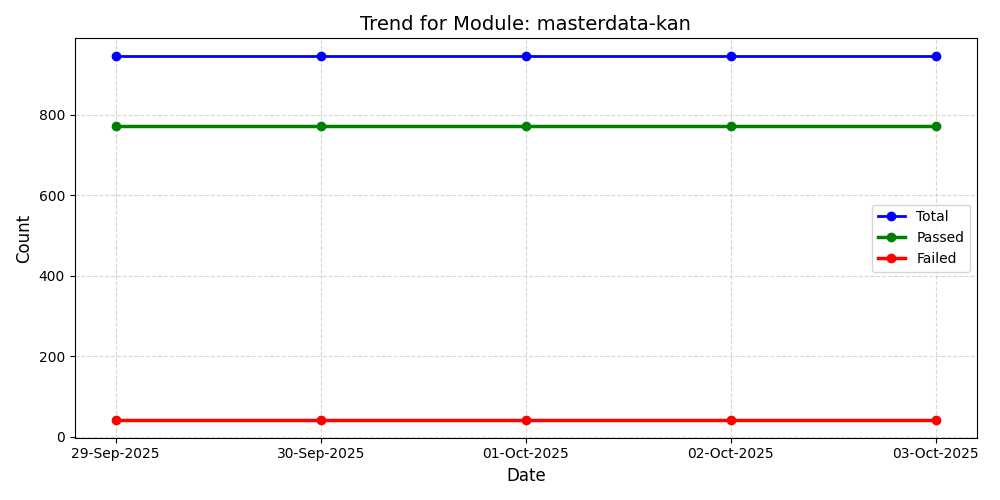 Trend for Module: masterdata-kan
Count
800
600
400
200
0
Total
Passed
Failed
29-Sep-2025
30-Sep-2025
01-Oct-2025
02-Oct-2025
03-Oct-2025
Date